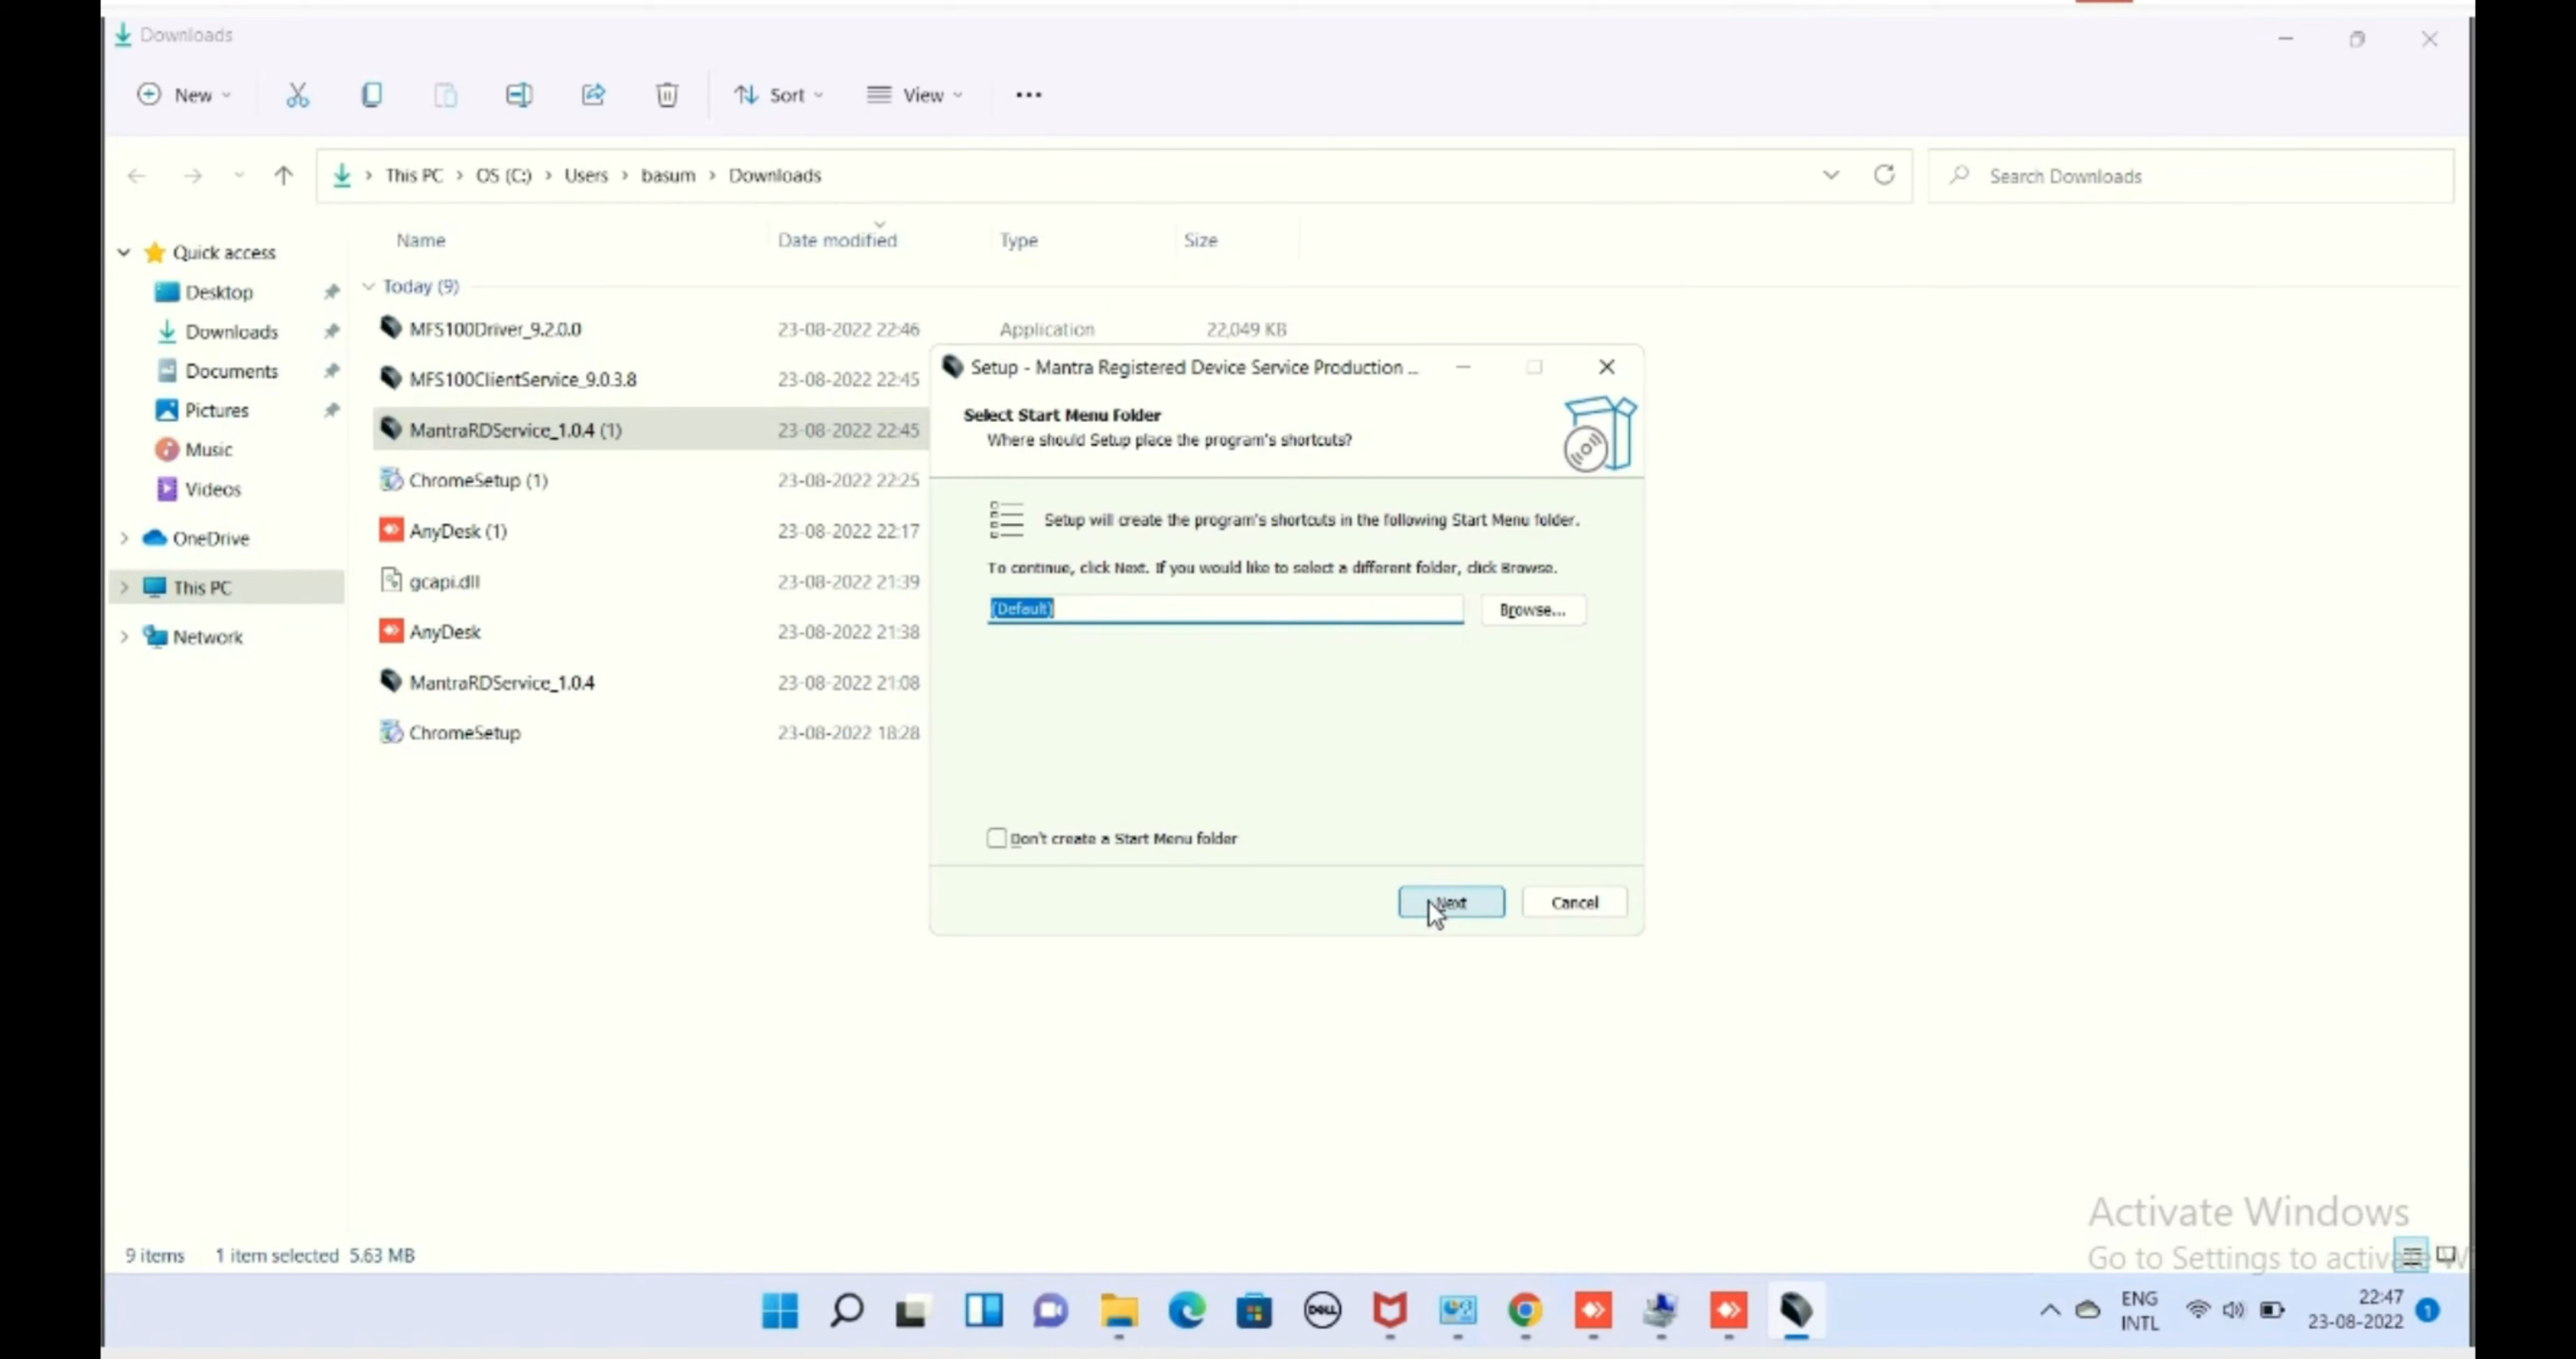 Downloads
New
Sort
View
This PC > OS (C:) > Users > basum > Downloads
Search Downloads
Name Date modified Type Size
Quick access
Desktop
Downloads
Documents
Pictures
Music
Videos
OneDrive
This PC
Network
Today (9)
MFS100Driver_9.2.0.0 23-08-2022 22:46 Application 22,049 KB
MFS100ClientService_9.0.3.8 23-08-2022 22:45
MantraRDService_1.0.4 (1) 23-08-2022 22:45
ChromeSetup (1) 23-08-2022 22:25
AnyDesk (1) 23-08-2022 22:17
gcapi.dll 23-08-2022 21:39
AnyDesk 23-08-2022 21:38
MantraRDService_1.0.4 23-08-2022 21:08
ChromeSetup 23-08-2022 18:28
Setup - Mantra Registered Device Service Production ...
Select Start Menu Folder
Where should Setup place the program's shortcuts?
Setup will create the program's shortcuts in the following Start Menu folder.
To continue, click Next. If you would like to select a different folder, click Browse.
(Default)
Browse...
Don't create a Start Menu folder
Next Cancel
Activate Windows
Go to Settings to activate W
9 items 1 item selected 5.63 MB
DELL
ENG
INTL
22:47
23-08-2022
1